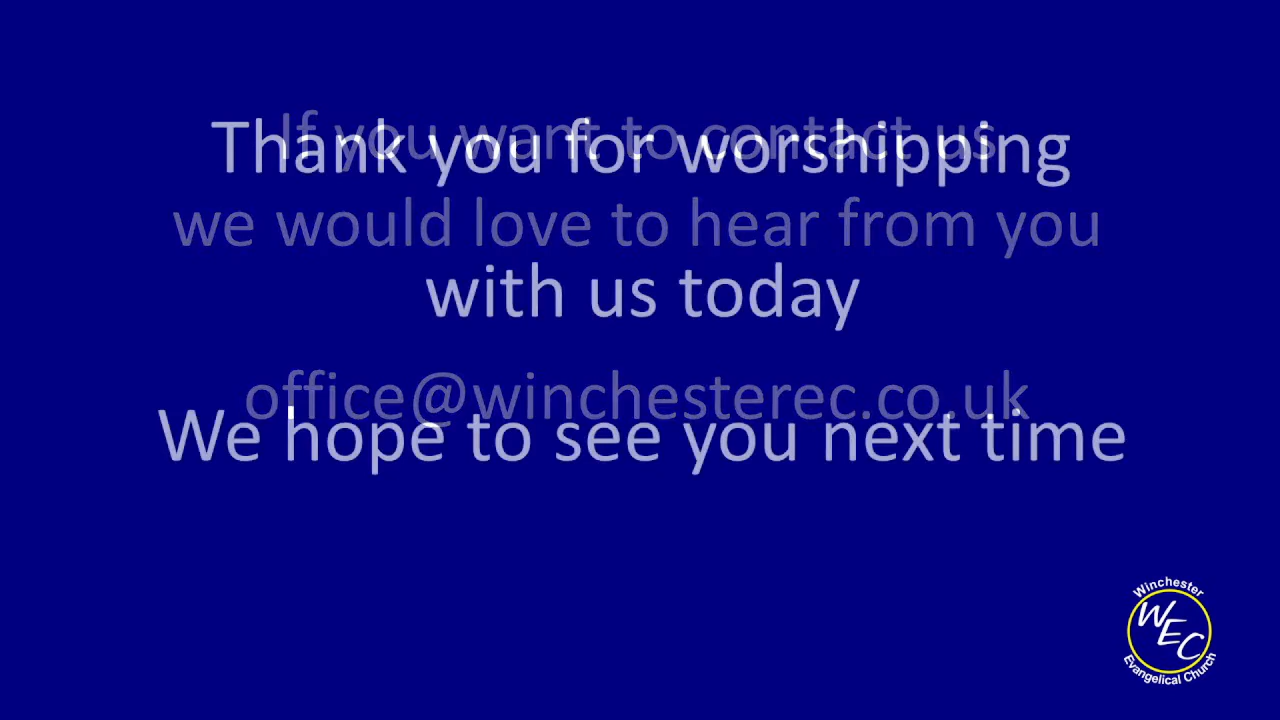 If you want to contact us
Thank you for worshipping
we would love to hear from you
with us today
office@winchesterec.co.uk
We hope to see you next time
Winchester
WEC
Evangelical Church